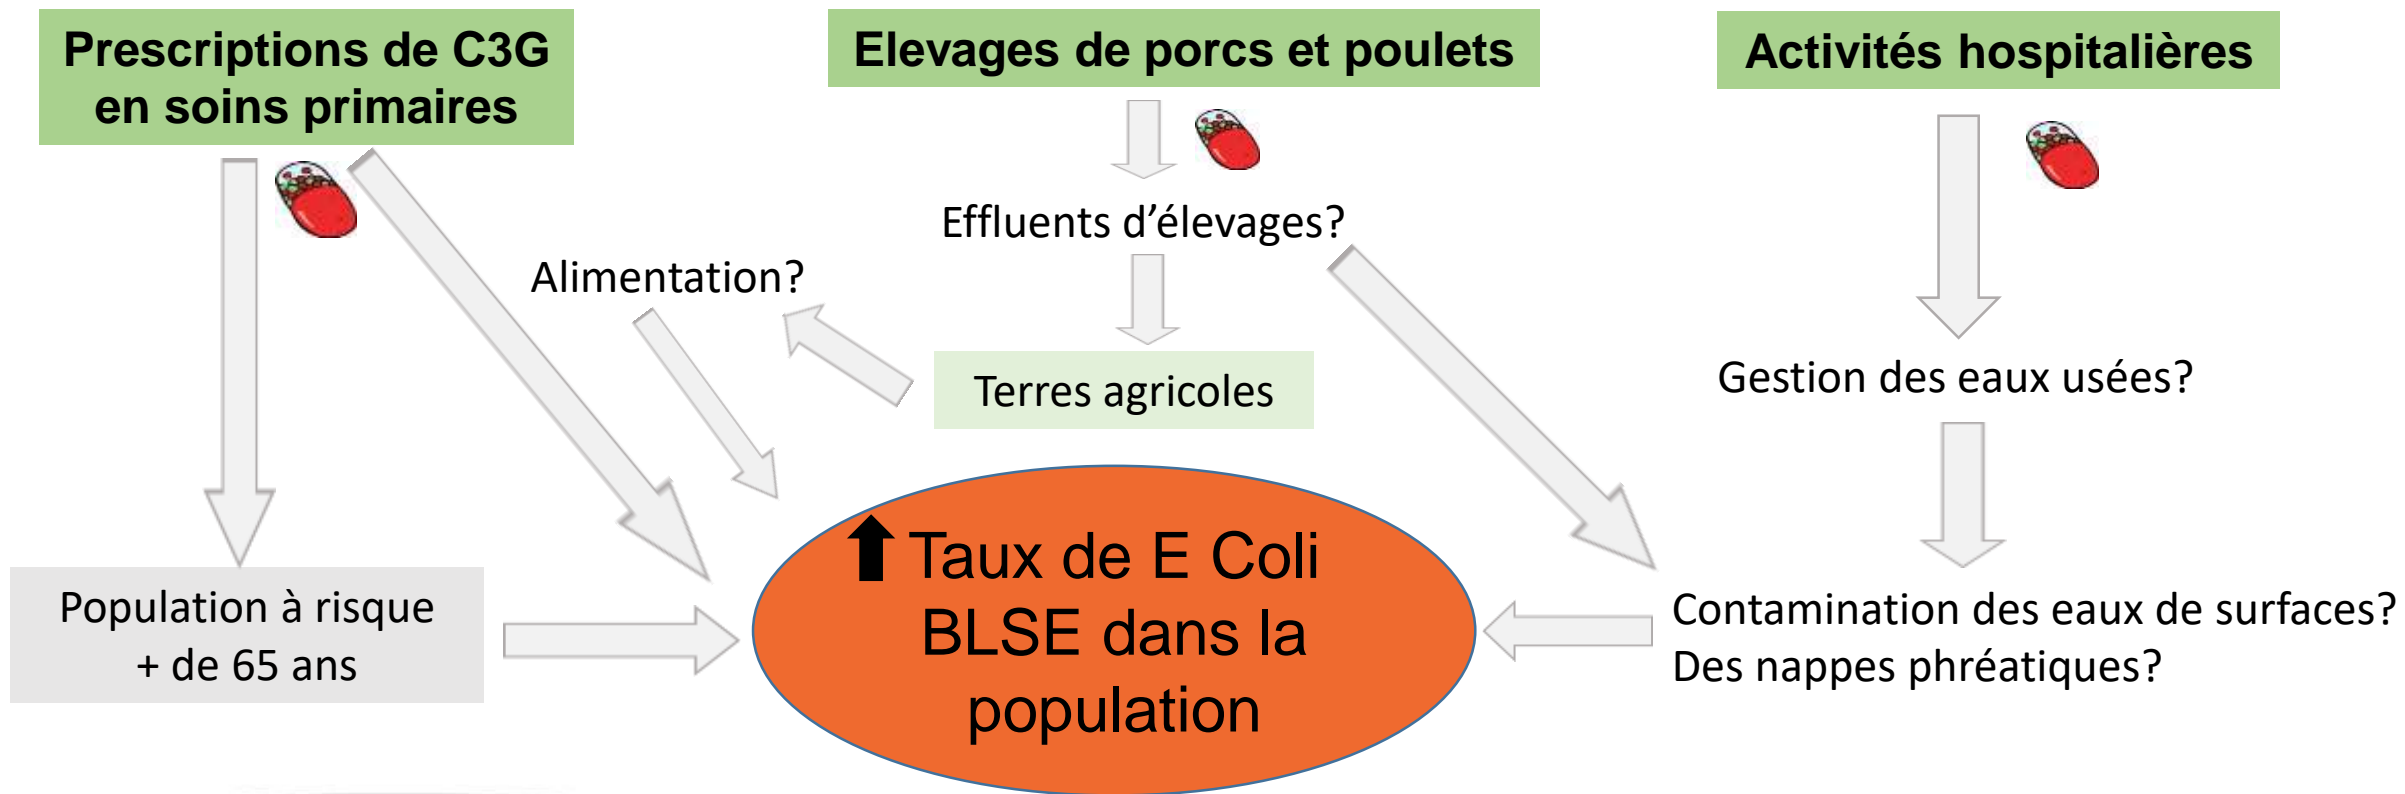 Prescriptions de C3G
en soins primaires
Elevages de porcs et poulets
Activités hospitalières
Effluents d’élevages?
Alimentation?
Terres agricoles
Gestion des eaux usées?
Taux de E Coli
BLSE dans la
population
Population à risque
+ de 65 ans
Contamination des eaux de surfaces?
Des nappes phréatiques?